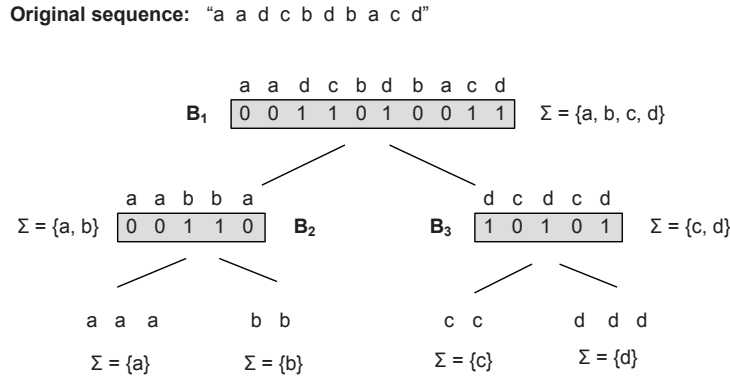 Original sequence: “a a d c b d b a c d”
a a d c b d b a c d
B1 0 0 1 1 0 1 0 0 1 1 Σ = {a, b, c, d}
a a b b a d c d c d
Σ = {a, b} 0 0 1 1 0 B2 B3 1 0 1 0 1 Σ = {c, d}
a a a b b c c d d d
Σ = {a} Σ = {b} Σ = {c} Σ = {d}